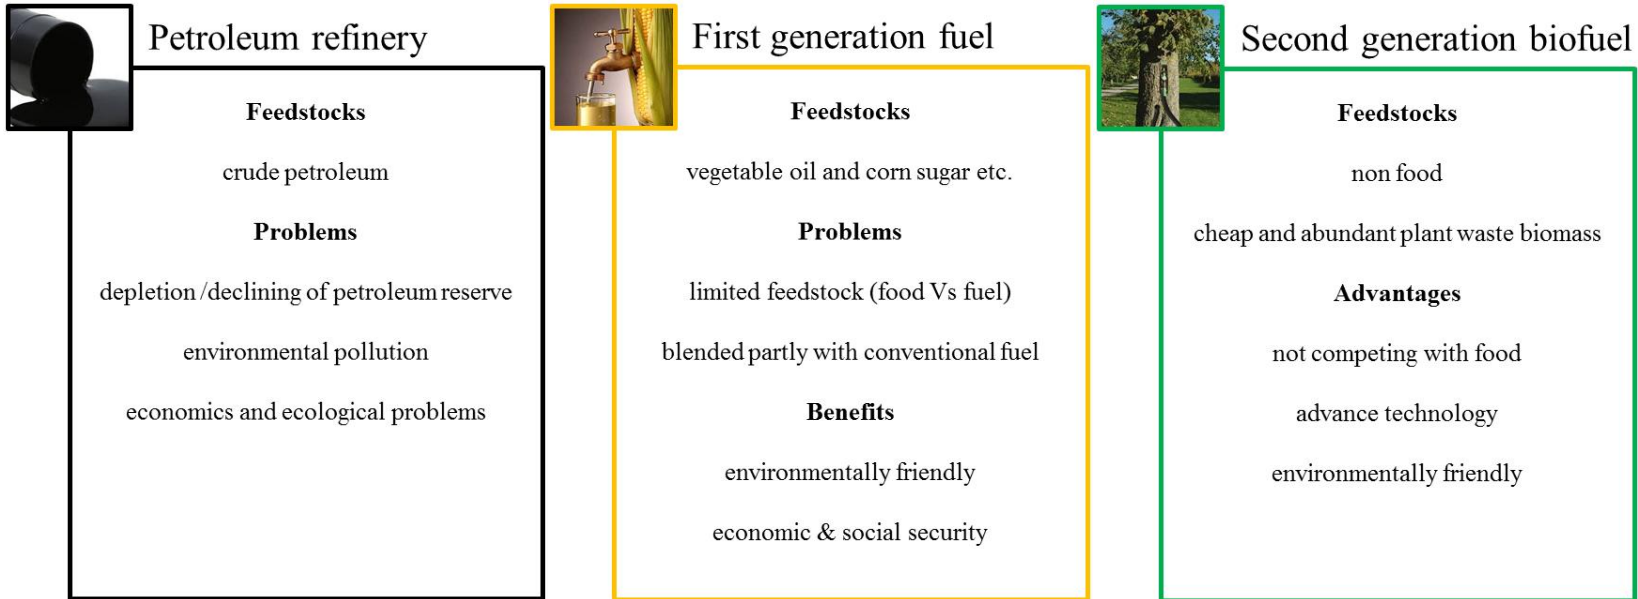 Petroleum refinery
Feedstocks
crude petroleum
Problems
depletion /declining of petroleum reserve
environmental pollution
economics and ecological problems
First generation fuel
Feedstocks
vegetable oil and corn sugar etc.
Problems
limited feedstock (food Vs fuel)
blended partly with conventional fuel
Benefits
environmentally friendly
economic & social security
Second generation biofuel
Feedstocks
non food
cheap and abundant plant waste biomass
Advantages
not competing with food
advance technology
environmentally friendly